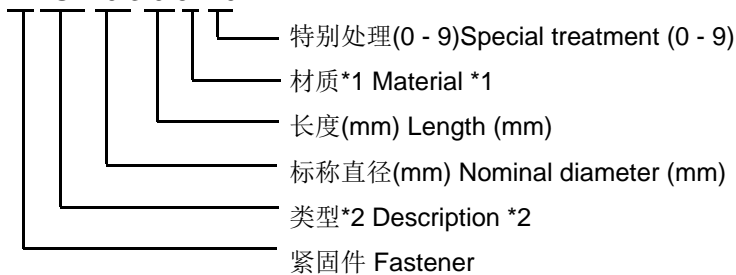 特别处理(0 - 9)Special treatment (0 - 9)
材质*1 Material *1
长度(mm) Length (mm)
标称直径(mm) Nominal diameter (mm)
类型*2 Description *2
紧固件 Fastener